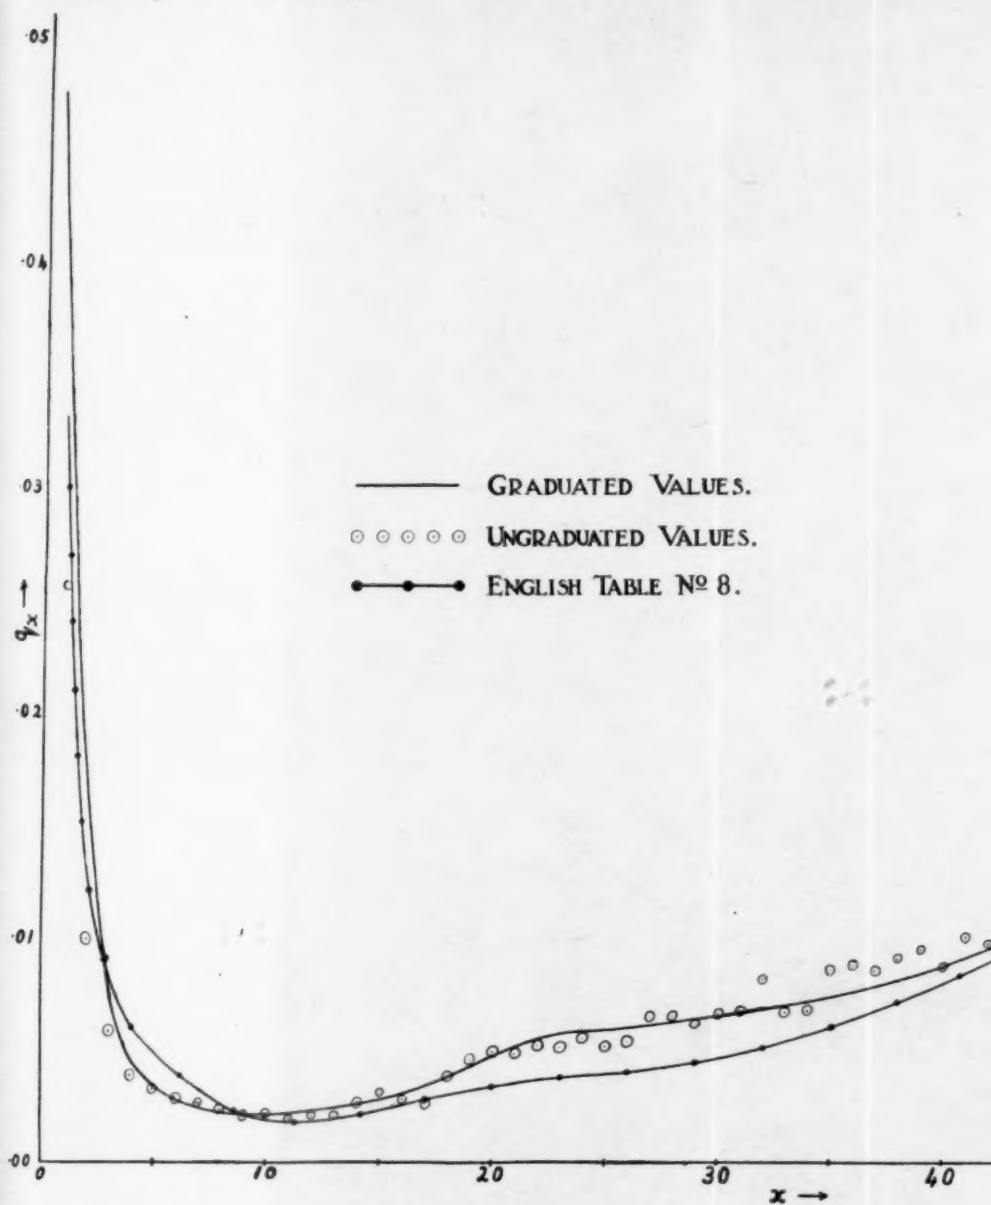 .05
.04
.03
GRADUATED VALUES.
UNGRADUATED VALUES.
ENGLISH TABLE Nº 8.
qx →
.02
.01
.00
0 10 20 30 40
x →